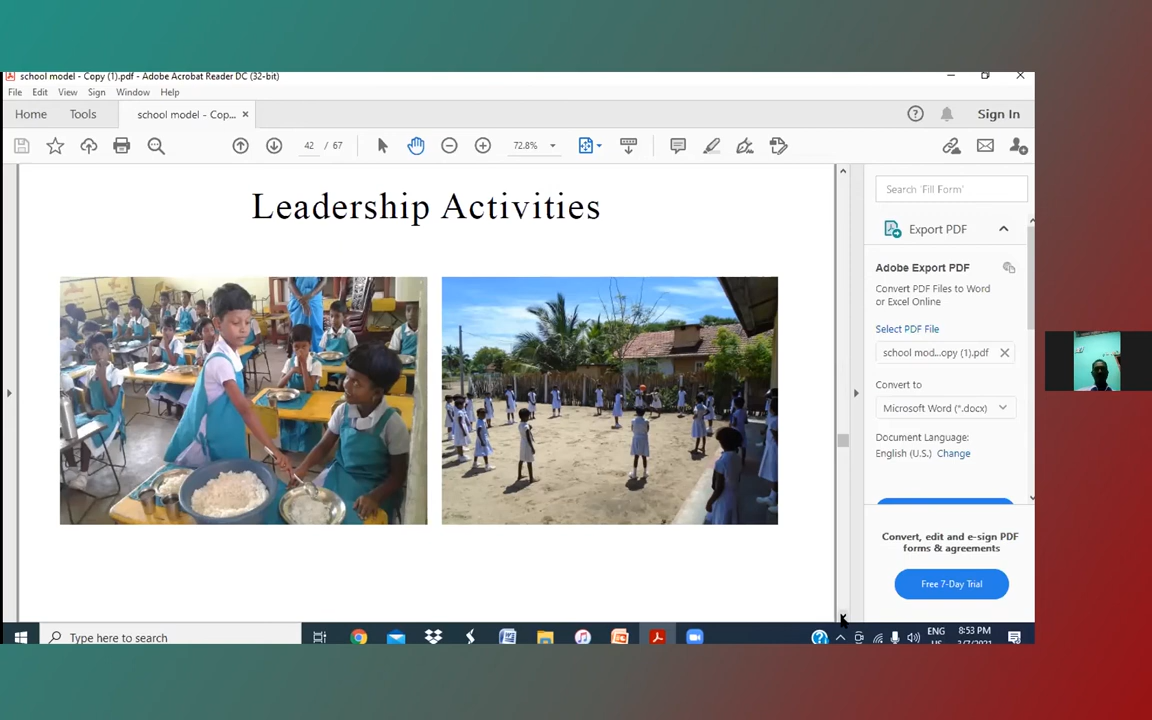 school model - Copy (1).pdf - Adobe Acrobat Reader DC (32-bit)
File Edit View Sign Window Help
Home Tools school model - Cop... Sign In
42 / 67 72.8%
Leadership Activities
Search 'Fill Form'
Export PDF
Adobe Export PDF
Convert PDF Files to Word
or Excel Online
Select PDF File
school mod...opy (1).pdf
Convert to
Microsoft Word (*.docx)
Document Language:
English (U.S.) Change
Convert, edit and e-sign PDF
forms & agreements
Free 7-Day Trial
Type here to search
ENG 8:53 PM